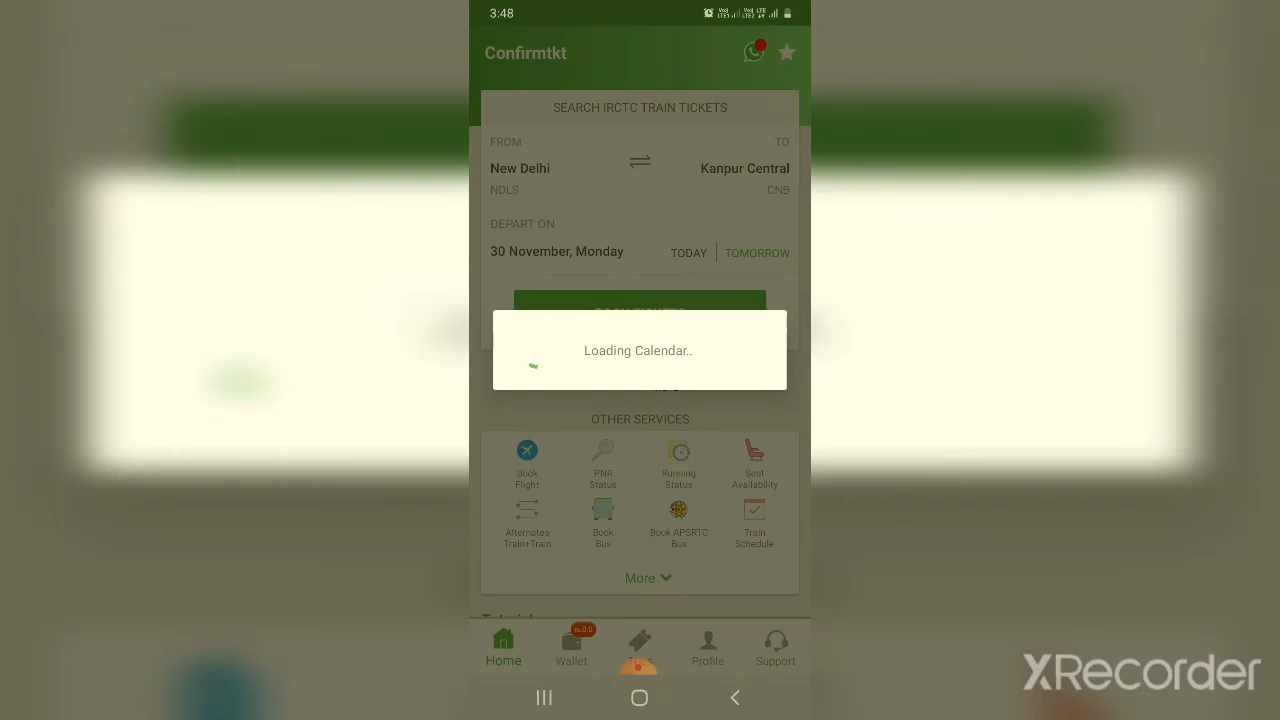 3:48
Confirmtkt
SEARCH IRCTC TRAIN TICKETS
FROM TO
New Delhi Kanpur Central
NDLS CNB
DEPART ON
30 November, Monday TODAY TOMORROW
Loading Calendar..
OTHER SERVICES
Book PNR Running Seat
Flight Status Status Availability
Alternates Book Book APSRTC Train
Train+Train Bus Bus Schedule
More
Home Wallet Profile Support
XRecorder